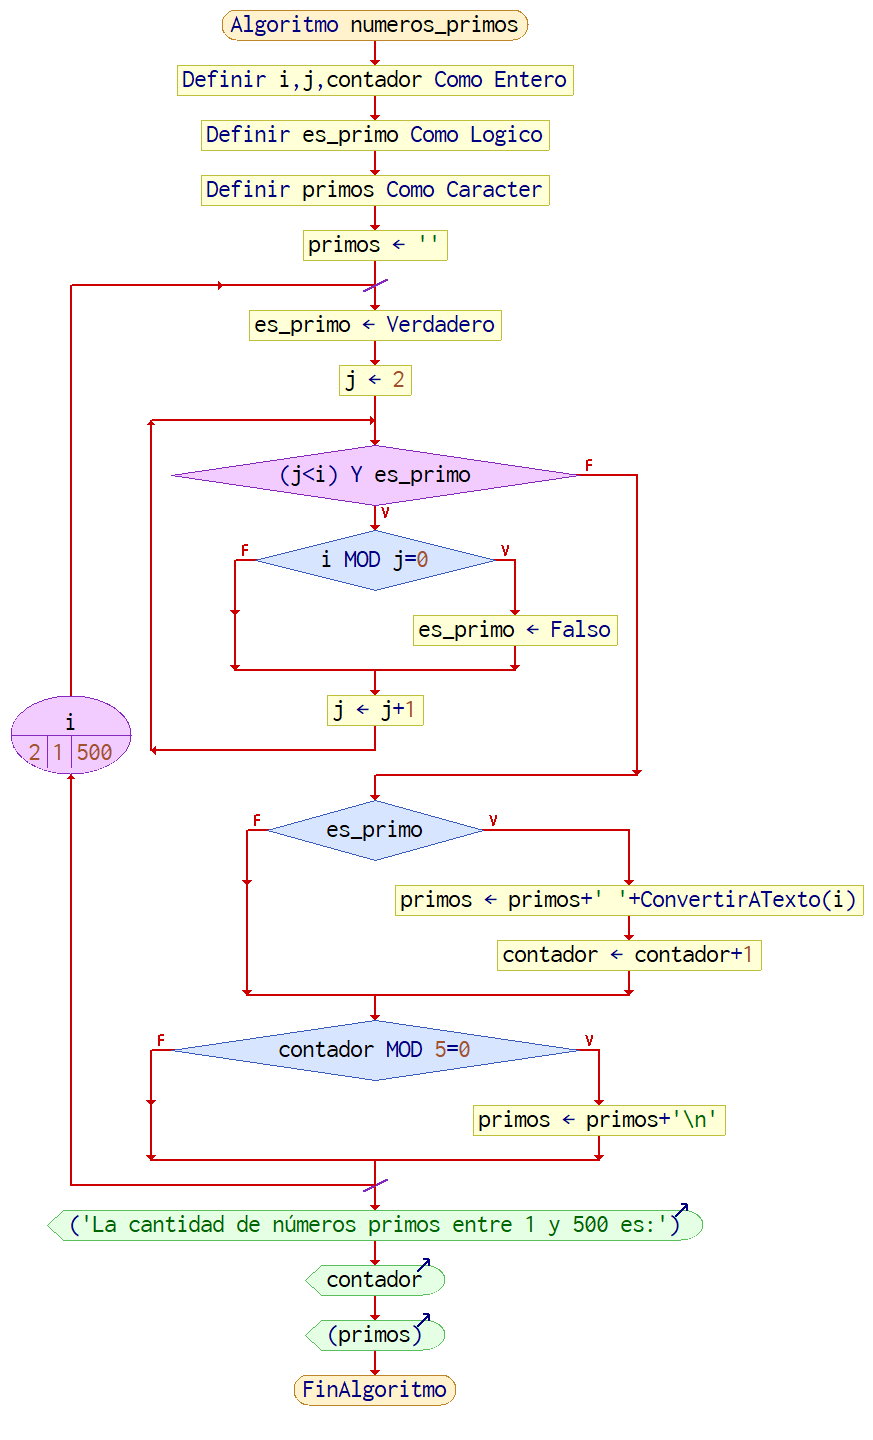 Algoritmo numeros_primos
Definir i,j,contador Como Entero
Definir es_primo Como Logico
Definir primos Como Caracter
primos ← ''
es_primo ← Verdadero
j ← 2
(j<i) Y es_primo
F
V
i MOD j=0
F
V
es_primo ← Falso
j ← j+1
i
2 1 500
es_primo
F
V
primos ← primos+' '+ConvertirATexto(i)
contador ← contador+1
contador MOD 5=0
F
V
primos ← primos+'\n'
('La cantidad de números primos entre 1 y 500 es:')
contador
(primos)
FinAlgoritmo